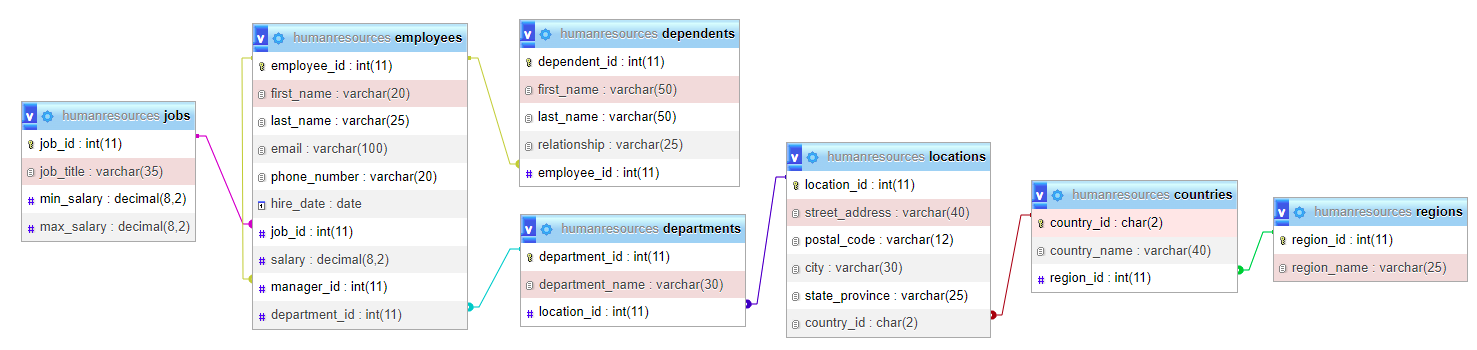 humanresources jobs
job_id : int(11)
job_title : varchar(35)
min_salary : decimal(8,2)
max_salary : decimal(8,2)
humanresources employees
employee_id : int(11)
first_name : varchar(20)
last_name : varchar(25)
email : varchar(100)
phone_number : varchar(20)
hire_date : date
job_id : int(11)
salary : decimal(8,2)
manager_id : int(11)
department_id : int(11)
humanresources dependents
dependent_id : int(11)
first_name : varchar(50)
last_name : varchar(50)
relationship : varchar(25)
employee_id : int(11)
humanresources departments
department_id : int(11)
department_name : varchar(30)
location_id : int(11)
humanresources locations
location_id : int(11)
street_address : varchar(40)
postal_code : varchar(12)
city : varchar(30)
state_province : varchar(25)
country_id : char(2)
humanresources countries
country_id : char(2)
country_name : varchar(40)
region_id : int(11)
humanresources regions
region_id : int(11)
region_name : varchar(25)